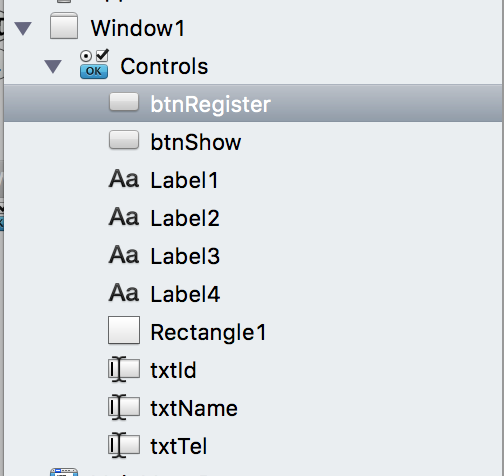 Window1
OK
Controls
btnRegister
btnShow
Aa Label1
Aa Label2
Aa Label3
Aa Label4
Rectangle1
txtId
txtName
txtTel